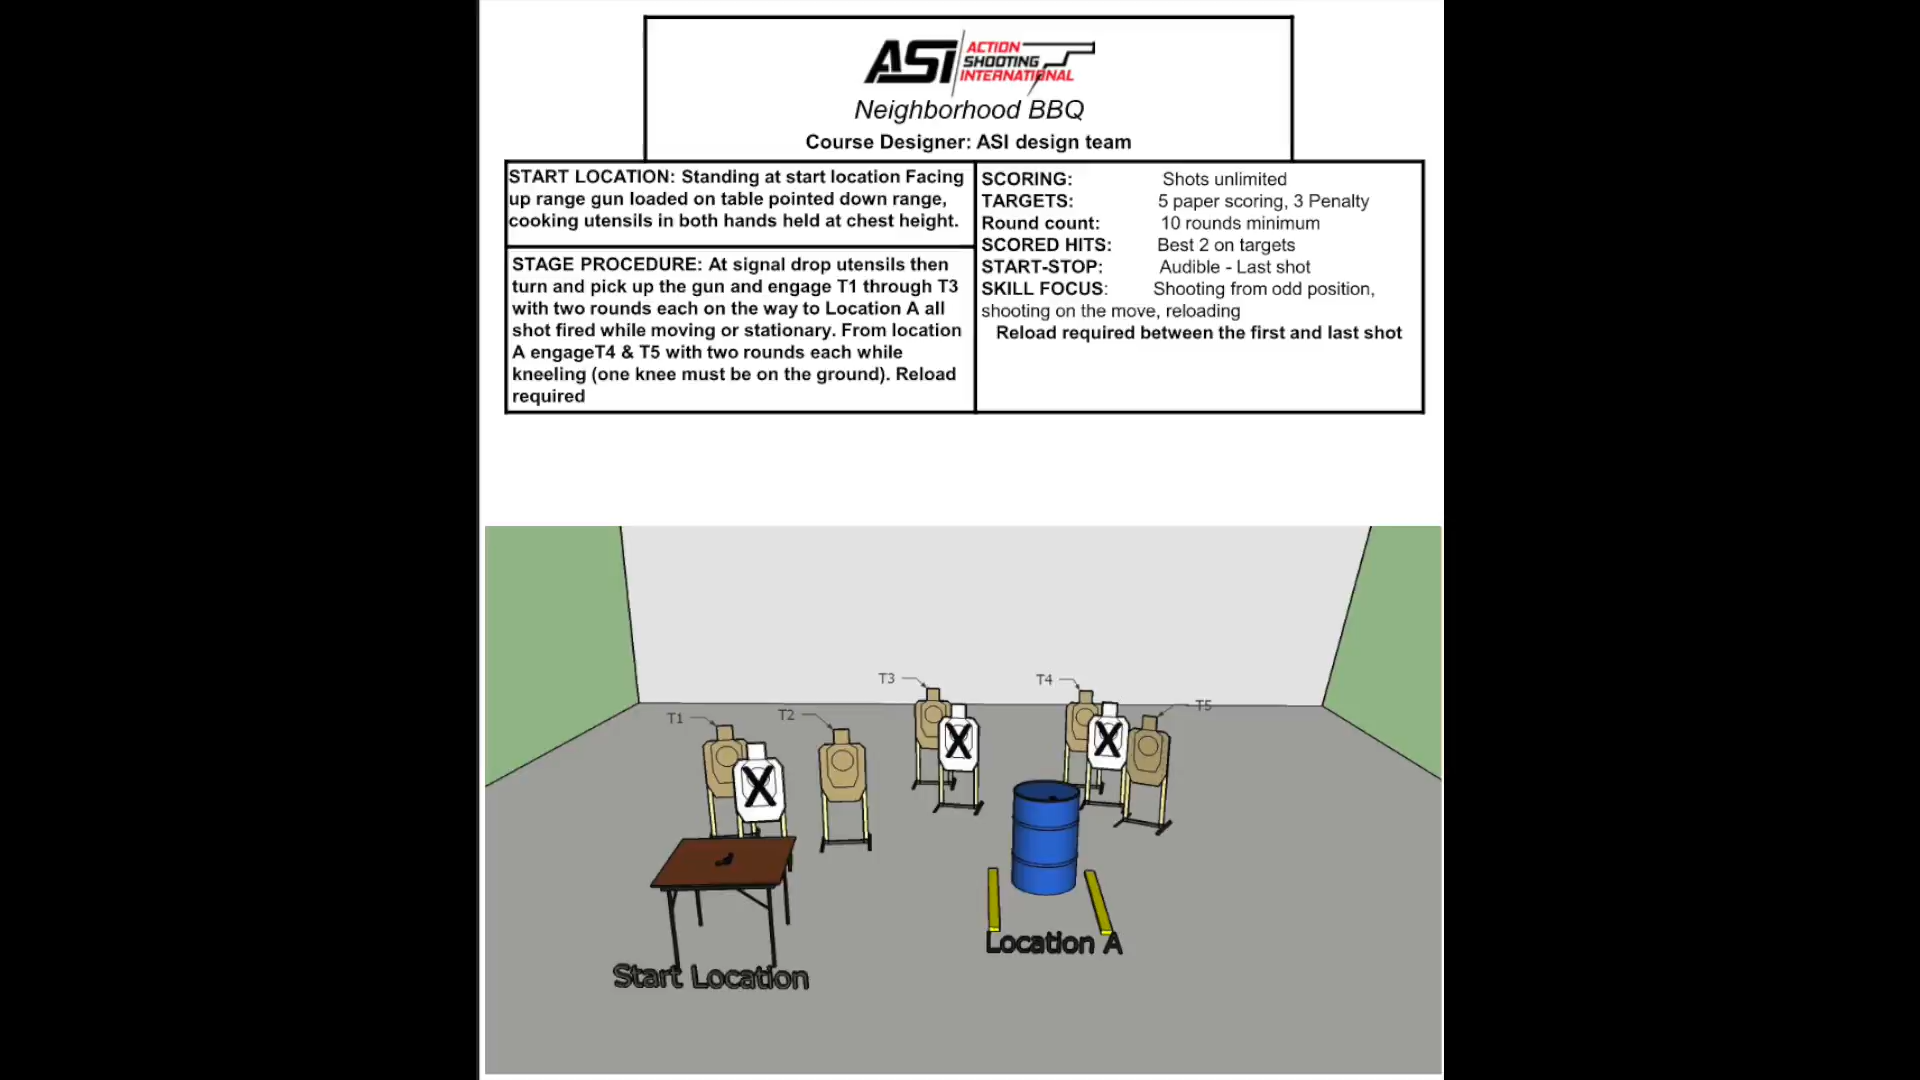 ASI ACTION SHOOTING INTERNATIONAL
Neighborhood BBQ
Course Designer: ASI design team
START LOCATION: Standing at start location Facing
up range gun loaded on table pointed down range,
cooking utensils in both hands held at chest height.
STAGE PROCEDURE: At signal drop utensils then
turn and pick up the gun and engage T1 through T3
with two rounds each on the way to Location A all
shot fired while moving or stationary. From location
A engageT4 & T5 with two rounds each while
kneeling (one knee must be on the ground). Reload
required
SCORING: Shots unlimited
TARGETS: 5 paper scoring, 3 Penalty
Round count: 10 rounds minimum
SCORED HITS: Best 2 on targets
START-STOP: Audible - Last shot
SKILL FOCUS: Shooting from odd position,
shooting on the move, reloading
Reload required between the first and last shot
T3
T4
T5
T1
T2
X
X
X
Location A
Start Location